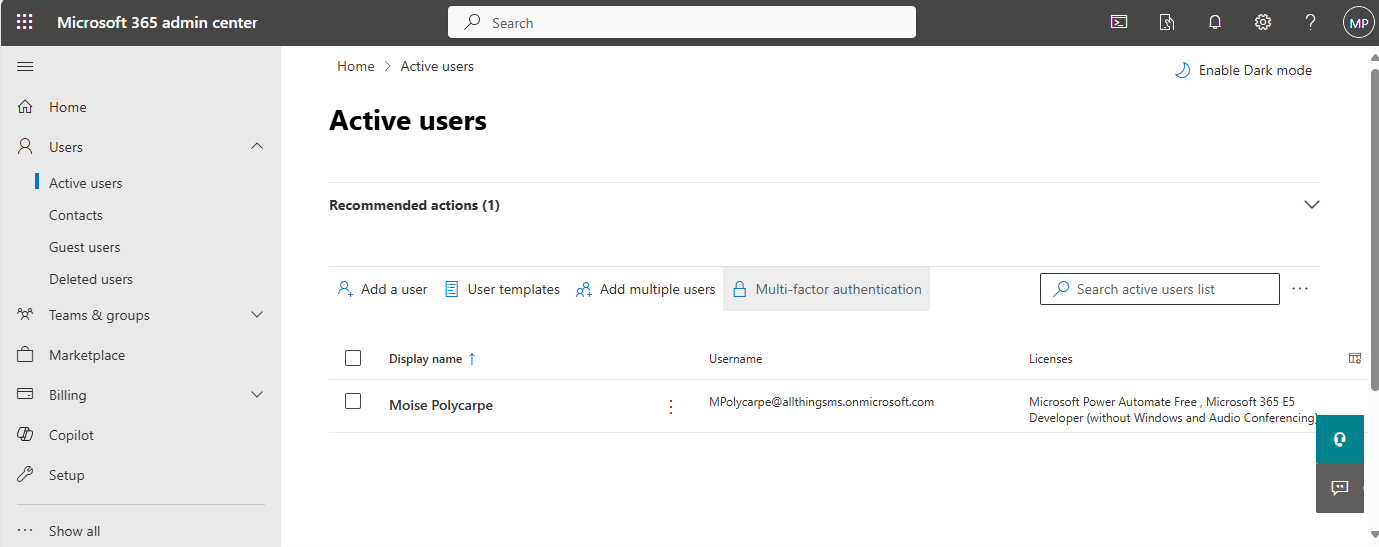 Microsoft 365 admin center
Search
MP
Home
Users
Active users
Contacts
Guest users
Deleted users
Teams & groups
Marketplace
Billing
Copilot
Setup
Show all
Home > Active users
Enable Dark mode
Active users
Recommended actions (1)
Add a user User templates Add multiple users Multi-factor authentication Search active users list
Display name ↑ Username Licenses
Moise Polycarpe MPolycarpe@allthingsms.onmicrosoft.com Microsoft Power Automate Free , Microsoft 365 E5
Developer (without Windows and Audio Conferencing)